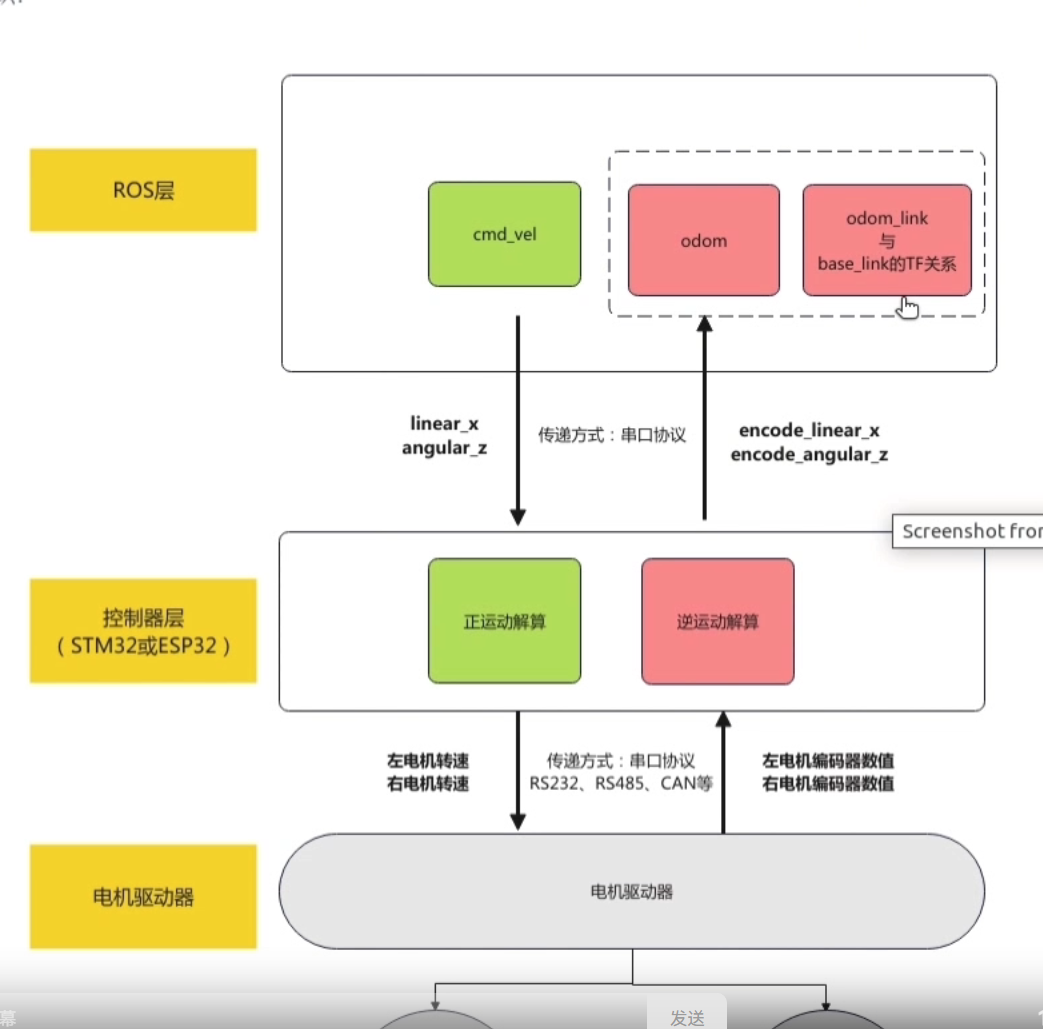 ROS层
cmd_vel
odom
odom_link
与
base_link的TF关系
linear_x
angular_z
传递方式：串口协议
encode_linear_x
encode_angular_z
Screenshot from
控制器层
（STM32或ESP32）
正运动解算
逆运动解算
左电机转速
右电机转速
传递方式：串口协议
RS232、RS485、CAN等
左电机编码器数值
右电机编码器数值
电机驱动器
电机驱动器
幕
发送